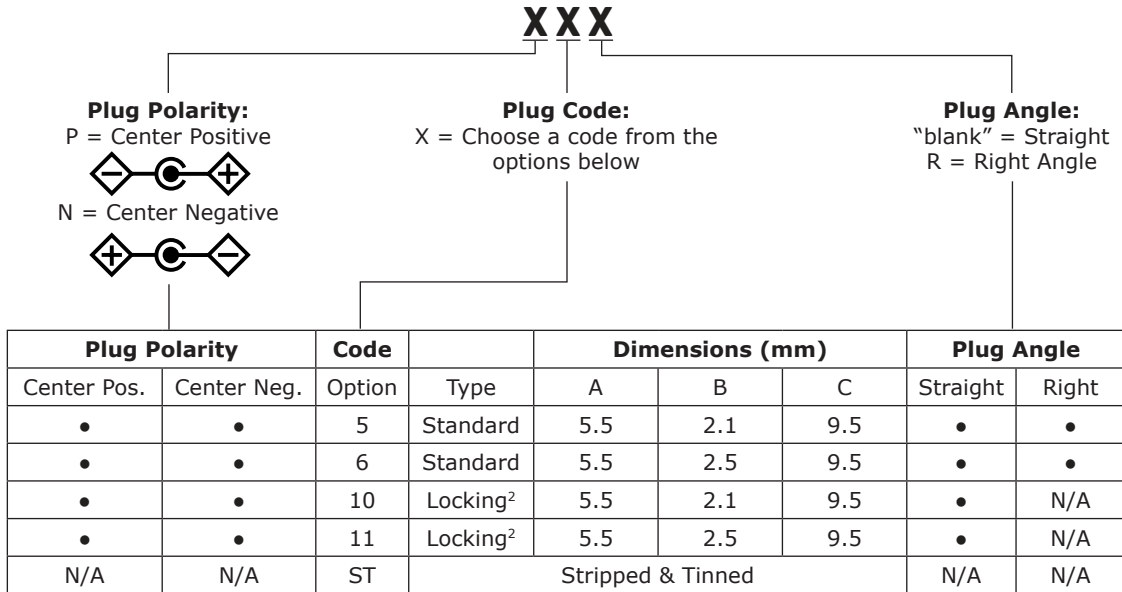 X X X
Plug Polarity:
P = Center Positive
N = Center Negative
Plug Code:
X = Choose a code from the
options below
Plug Angle:
“blank” = Straight
R = Right Angle
Plug Polarity Code Dimensions (mm) Plug Angle
Center Pos. Center Neg. Option Type A B C Straight Right
● ● 5 Standard 5.5 2.1 9.5 ● ●
● ● 6 Standard 5.5 2.5 9.5 ● ●
● ● 10 Locking² 5.5 2.1 9.5 ● N/A
● ● 11 Locking² 5.5 2.5 9.5 ● N/A
N/A N/A ST Stripped & Tinned N/A N/A